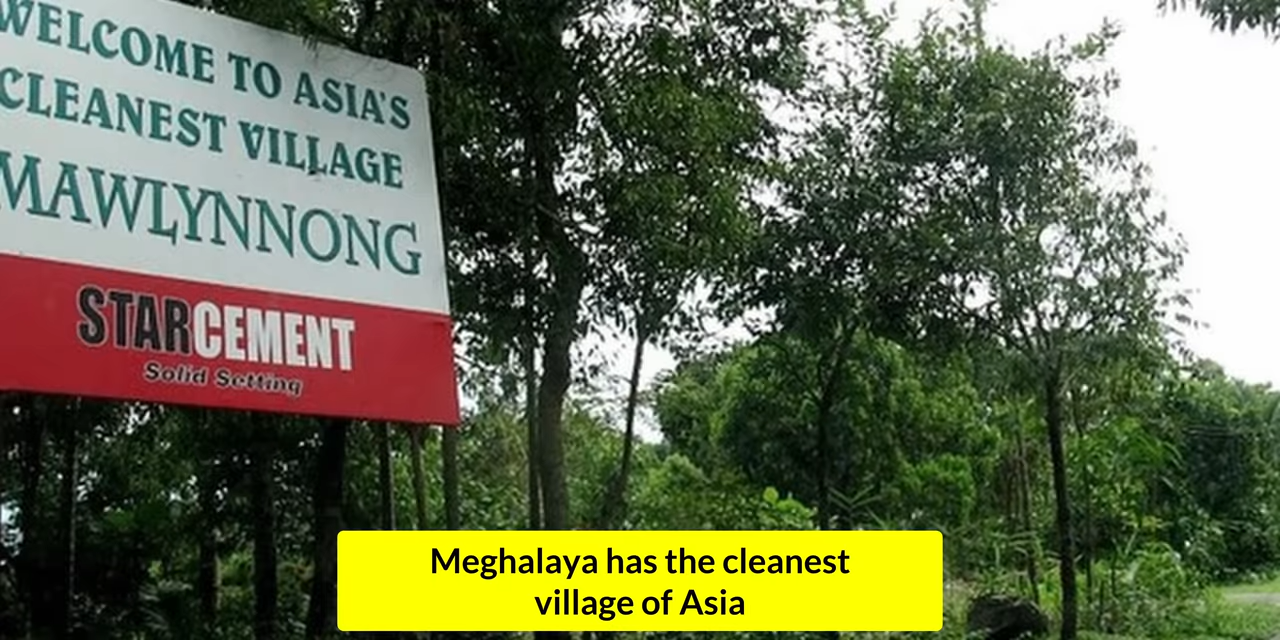 WELCOME TO ASIA'S
CLEANEST VILLAGE
MAWLYNNONG
STARCEMENT
Solid Setting
Meghalaya has the cleanest
village of Asia